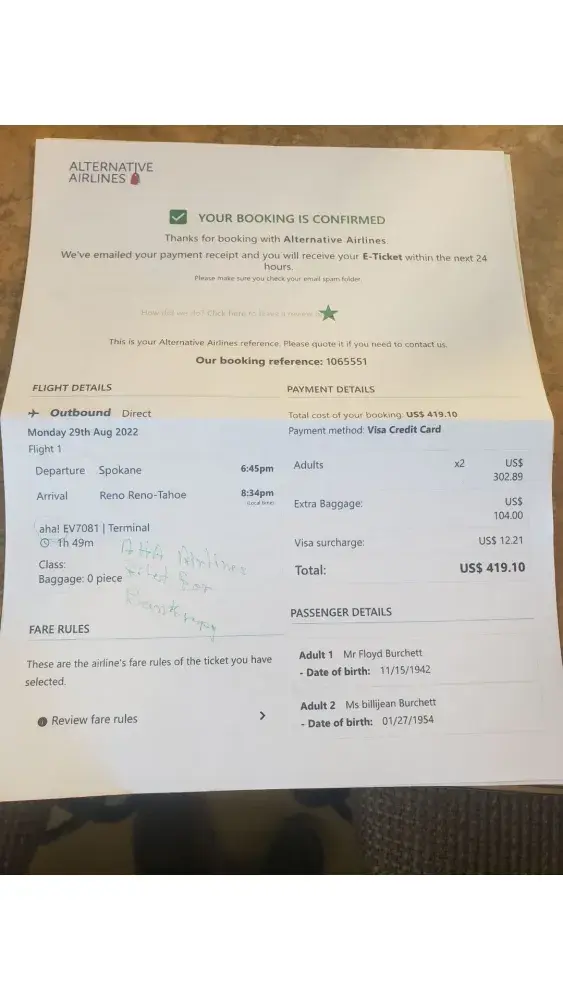 ALTERNATIVE
AIRLINES
YOUR BOOKING IS CONFIRMED
Thanks for booking with Alternative Airlines.
We've emailed your payment receipt and you will receive your E-Ticket within the next 24
hours.
Please make sure you check your email spam folder.
How did we do? Click here to leave a review
This is your Alternative Airlines reference. Please quote it if you need to contact us.
Our booking reference: 1065551
FLIGHT DETAILS
Outbound Direct
Monday 29th Aug 2022
Flight 1
Departure Spokane 6:45pm
Arrival Reno Reno-Tahoe 8:34pm
(Local time)
aha! EV7081 | Terminal
1h 49m
Class:
Baggage: 0 piece
AHA Airlines
Filed For
FARE RULES
These are the airline's fare rules of the ticket you have
selected.
Review fare rules
PAYMENT DETAILS
Total cost of your booking: US$ 419.10
Payment method: Visa Credit Card
Adults x2 US$
302.89
Extra Baggage: US$
104.00
Visa surcharge: US$ 12.21
Total: US$ 419.10
PASSENGER DETAILS
Adult 1 Mr Floyd Burchett
- Date of birth: 11/15/1942
Adult 2 Ms billijean Burchett
- Date of birth: 01/27/1954